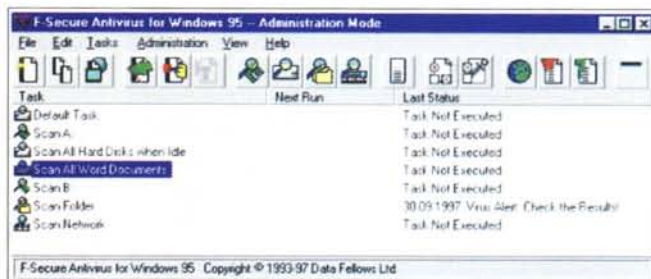 F-Secure Antivirus for Windows 95 -- Administration Mode
File Edit Tasks Administration View Help
Task Next Run Last Status
Default Task Task Not Executed
Scan A Task Not Executed
Scan All Hard Disks when Idle Task Not Executed
Scan All Word Documents Task Not Executed
Scan B Task Not Executed
Scan Folder 30.09.1997 Virus Alert! Check the Results!
Scan Network Task Not Executed
F-Secure Antivirus for Windows 95 Copyright © 1993-97 Data Fellows Ltd